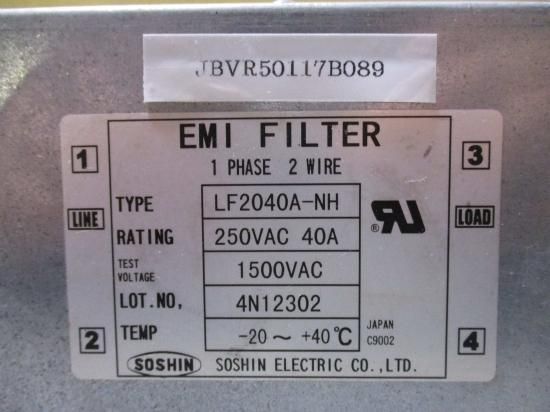 JBVR50117B089
EMI FILTER
1 PHASE 2 WIRE
1
3
LINE
LOAD
TYPE LF2040A-NH
RATING 250VAC 40A
TEST VOLTAGE 1500VAC
LOT.NO, 4N12302
TEMP -20～+40℃
RU ®
JAPAN
C9002
2
4
SOSHIN SOSHIN ELECTRIC CO.,LTD.